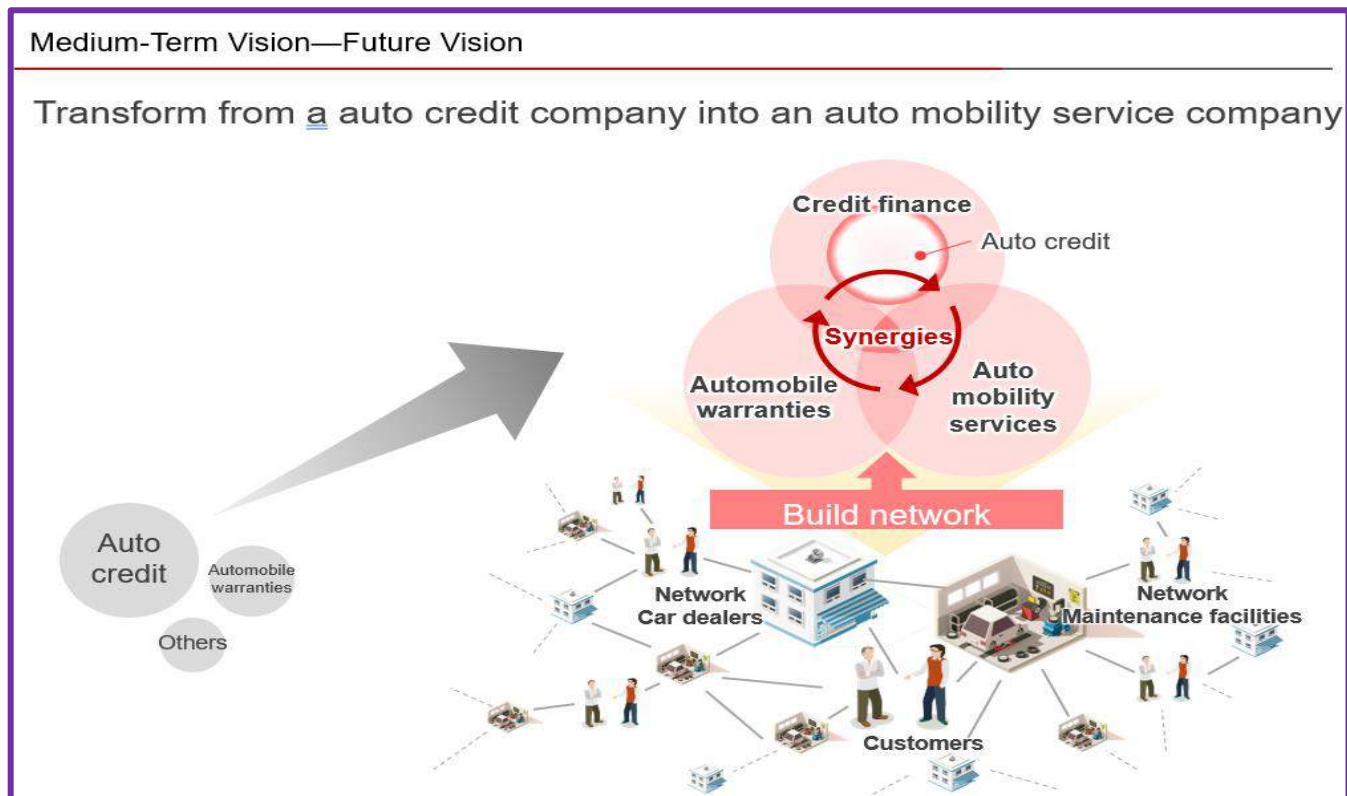 Medium-Term Vision—Future Vision
Transform from a auto credit company into an auto mobility service company
Credit finance
Auto credit
Synergies
Automobile
warranties
Auto
mobility
services
Build network
Auto
credit
Automobile
warranties
Others
Network
Car dealers
Network
Maintenance facilities
Customers